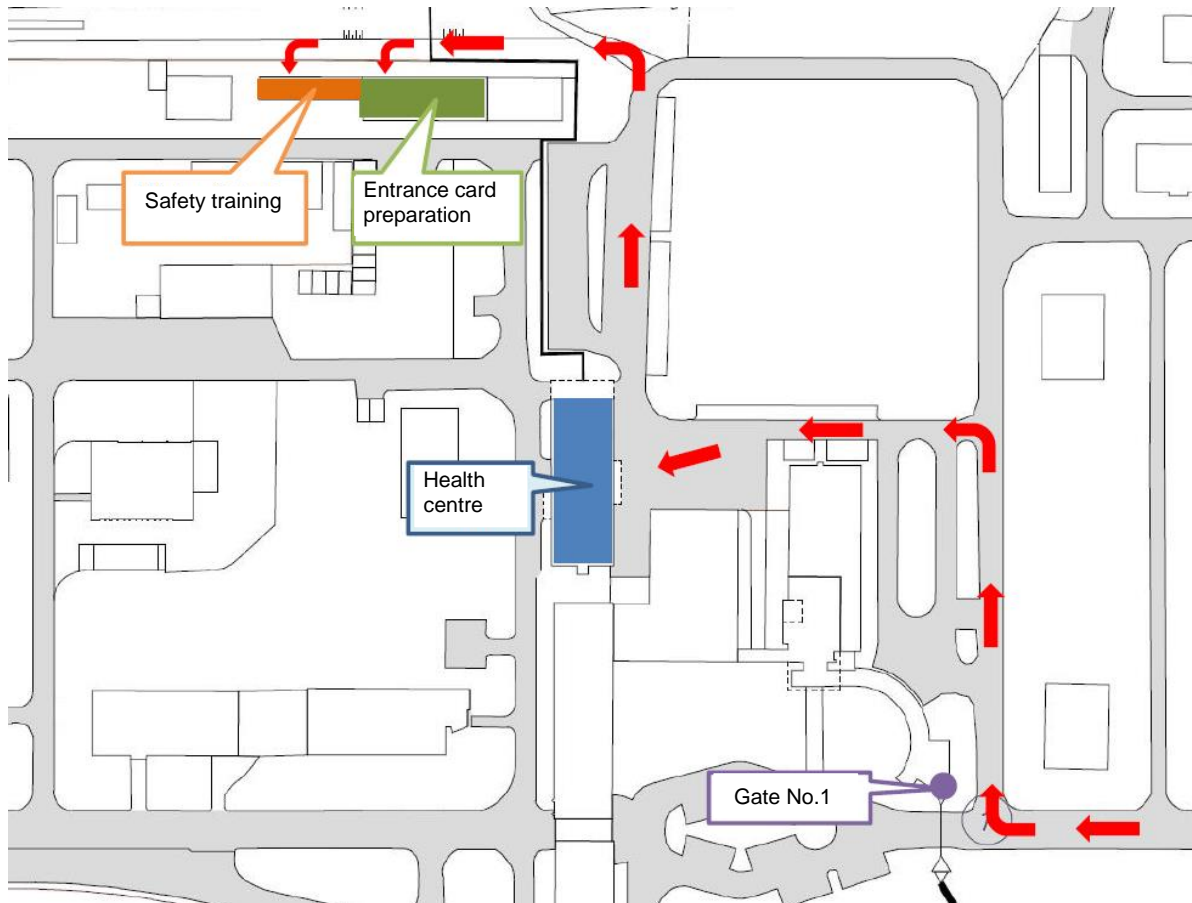 Safety training
Entrance card
preparation
Health
centre
Gate No.1